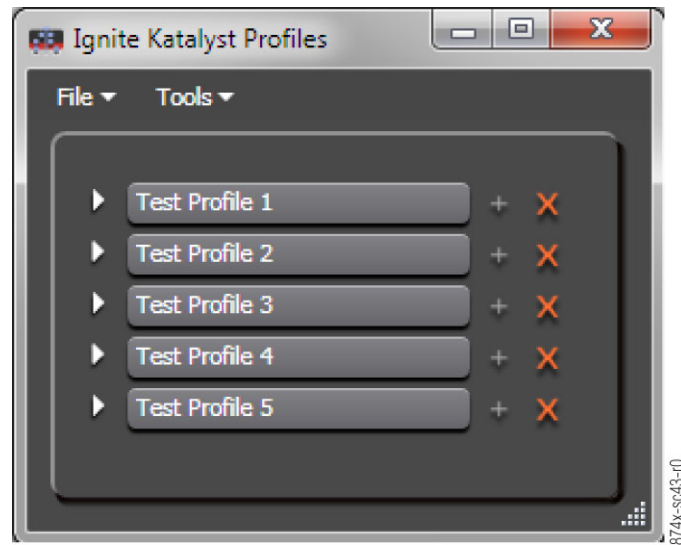 Ignite Katalyst Profiles
File Tools
Test Profile 1
Test Profile 2
Test Profile 3
Test Profile 4
Test Profile 5
874x-sc43-r0